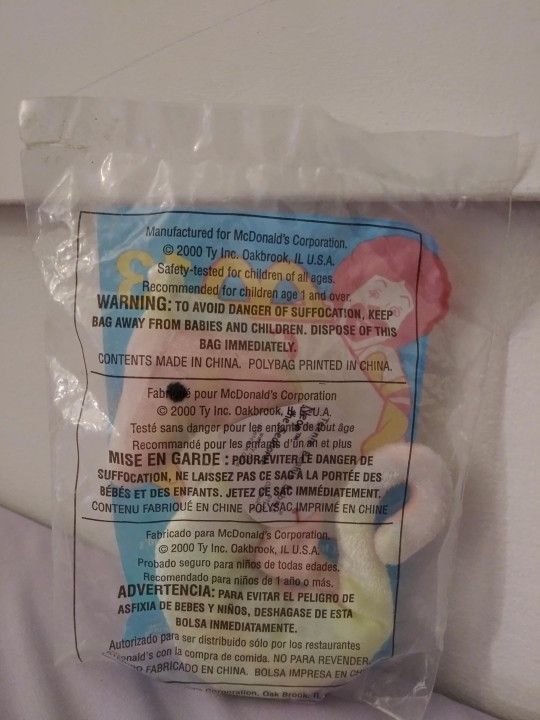 Manufactured for McDonald's Corporation.
© 2000 Ty Inc. Oakbrook, IL U.S.A.
Safety-tested for children of all ages.
Recommended for children age 1 and over.
WARNING: TO AVOID DANGER OF SUFFOCATION, KEEP
BAG AWAY FROM BABIES AND CHILDREN. DISPOSE OF THIS
BAG IMMEDIATELY.
CONTENTS MADE IN CHINA. POLYBAG PRINTED IN CHINA.
Fabriqué pour McDonald's Corporation
© 2000 Ty Inc. Oakbrook, IL U.S.A.
Testé sans danger pour les enfants de tout âge
Recommandé pour les enfants d'un an et plus
MISE EN GARDE : POUR ÉVITER LE DANGER DE
SUFFOCATION, NE LAISSEZ PAS CE SAC À LA PORTÉE DES
BÉBÉS ET DES ENFANTS. JETEZ CE SAC IMMÉDIATEMENT.
CONTENU FABRIQUÉ EN CHINE POLYSAC IMPRIMÉ EN CHINE
Fabricado para McDonald's Corporation.
© 2000 Ty Inc. Oakbrook, IL U.S.A.
Probado seguro para niños de todas edades.
Recomendado para niños de 1 año o más.
ADVERTENCIA: PARA EVITAR EL PELIGRO DE
ASFIXIA DE BEBES Y NIÑOS, DESHAGASE DE ESTA
BOLSA INMEDIATAMENTE.
Autorizado para ser distribuido sólo por los restaurantes
McDonald's con la compra de comida. NO PARA REVENDER.
FABRICADO EN CHINA. BOLSA IMPRESA EN
Corporation, Oak Brook,